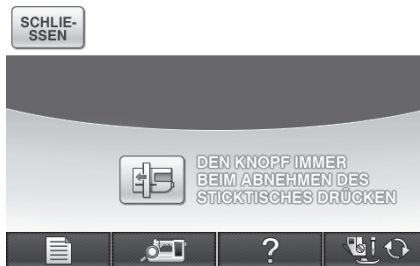 SCHLIE-
SSEN
DEN KNOPF IMMER
BEIM ABNEHMEN DES
STICKTISCHES DRÜCKEN
?